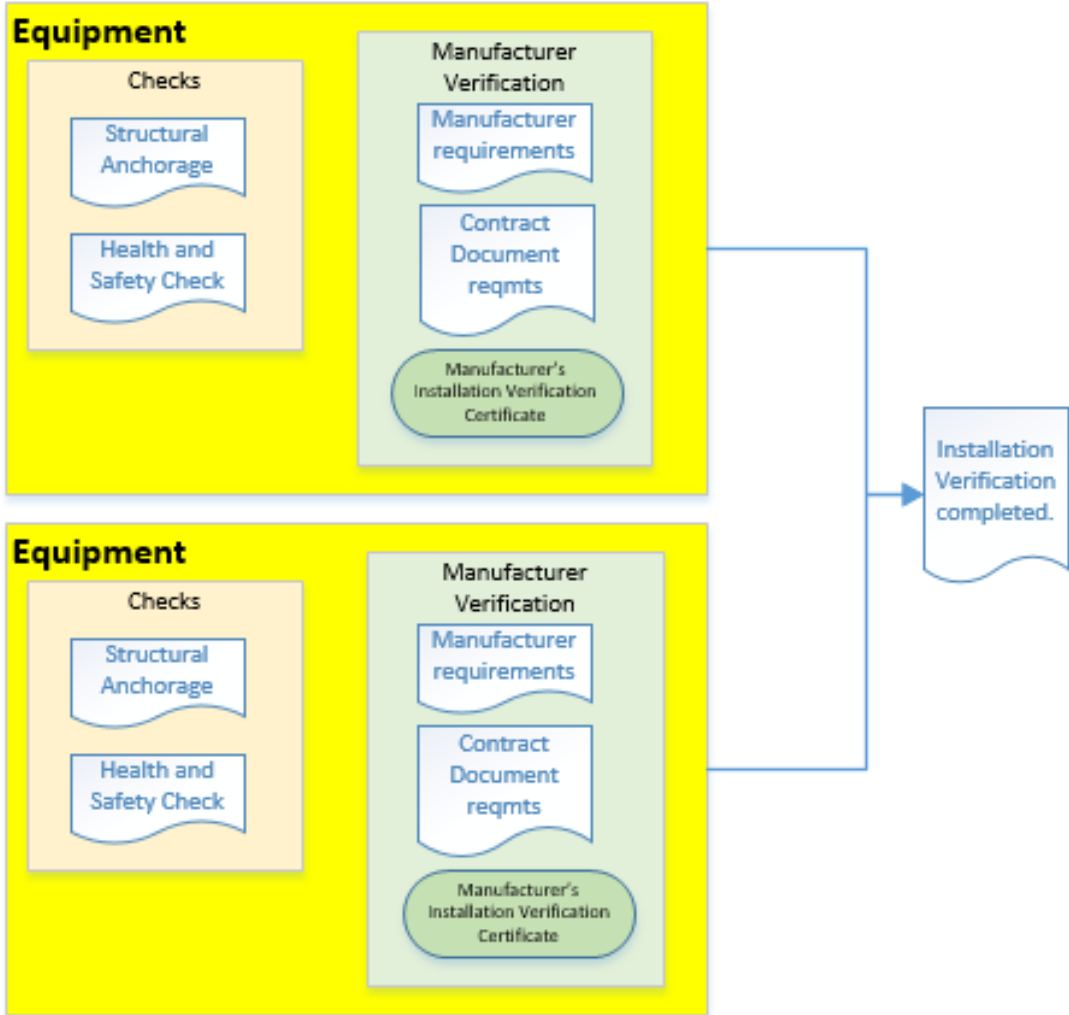 Equipment
Checks
Structural
Anchorage
Health and
Safety Check
Manufacturer
Verification
Manufacturer
requirements
Contract
Document
reqmts
Manufacturer's
Installation Verification
Certificate
Equipment
Checks
Structural
Anchorage
Health and
Safety Check
Manufacturer
Verification
Manufacturer
requirements
Contract
Document
reqmts
Manufacturer's
Installation Verification
Certificate
Installation
Verification
completed.